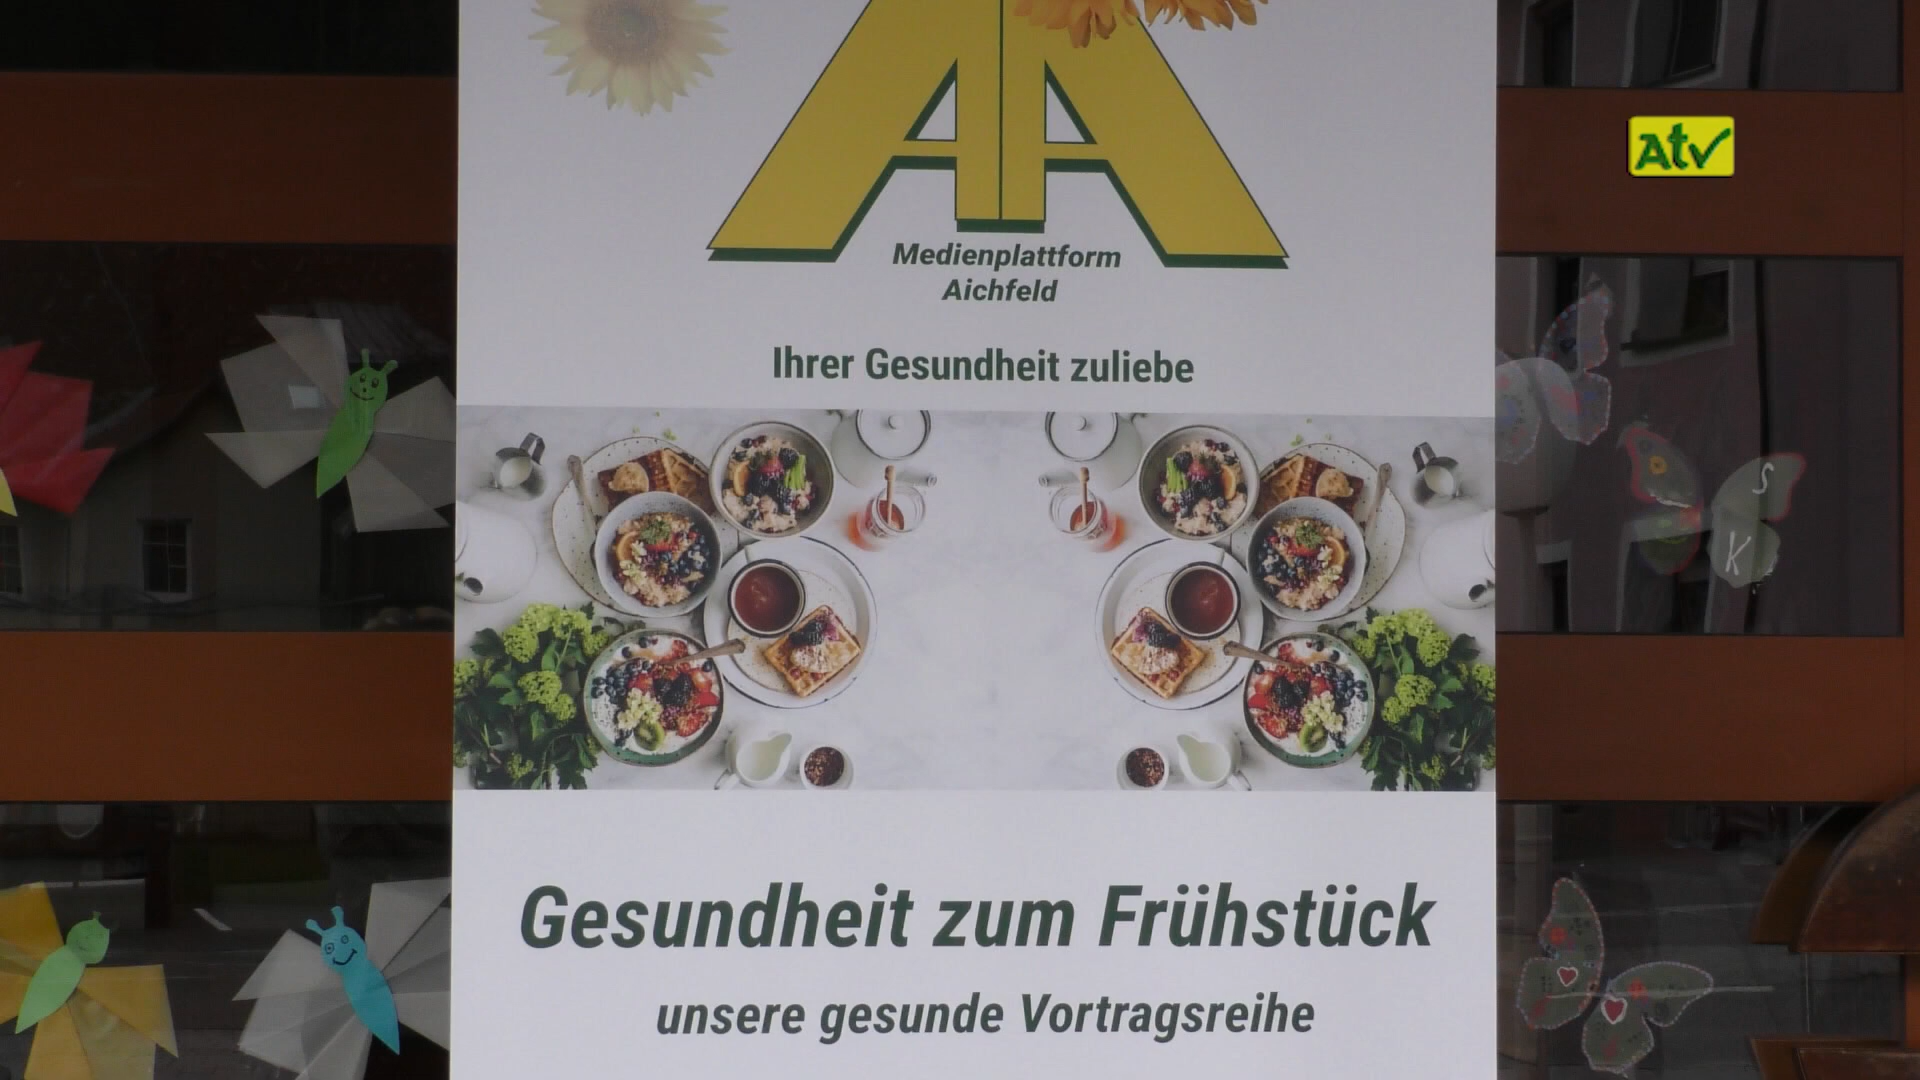 AA
Atv
Medienplattform
Aichfeld
Ihrer Gesundheit zuliebe
S
K
Gesundheit zum Frühstück
unsere gesunde Vortragsreihe